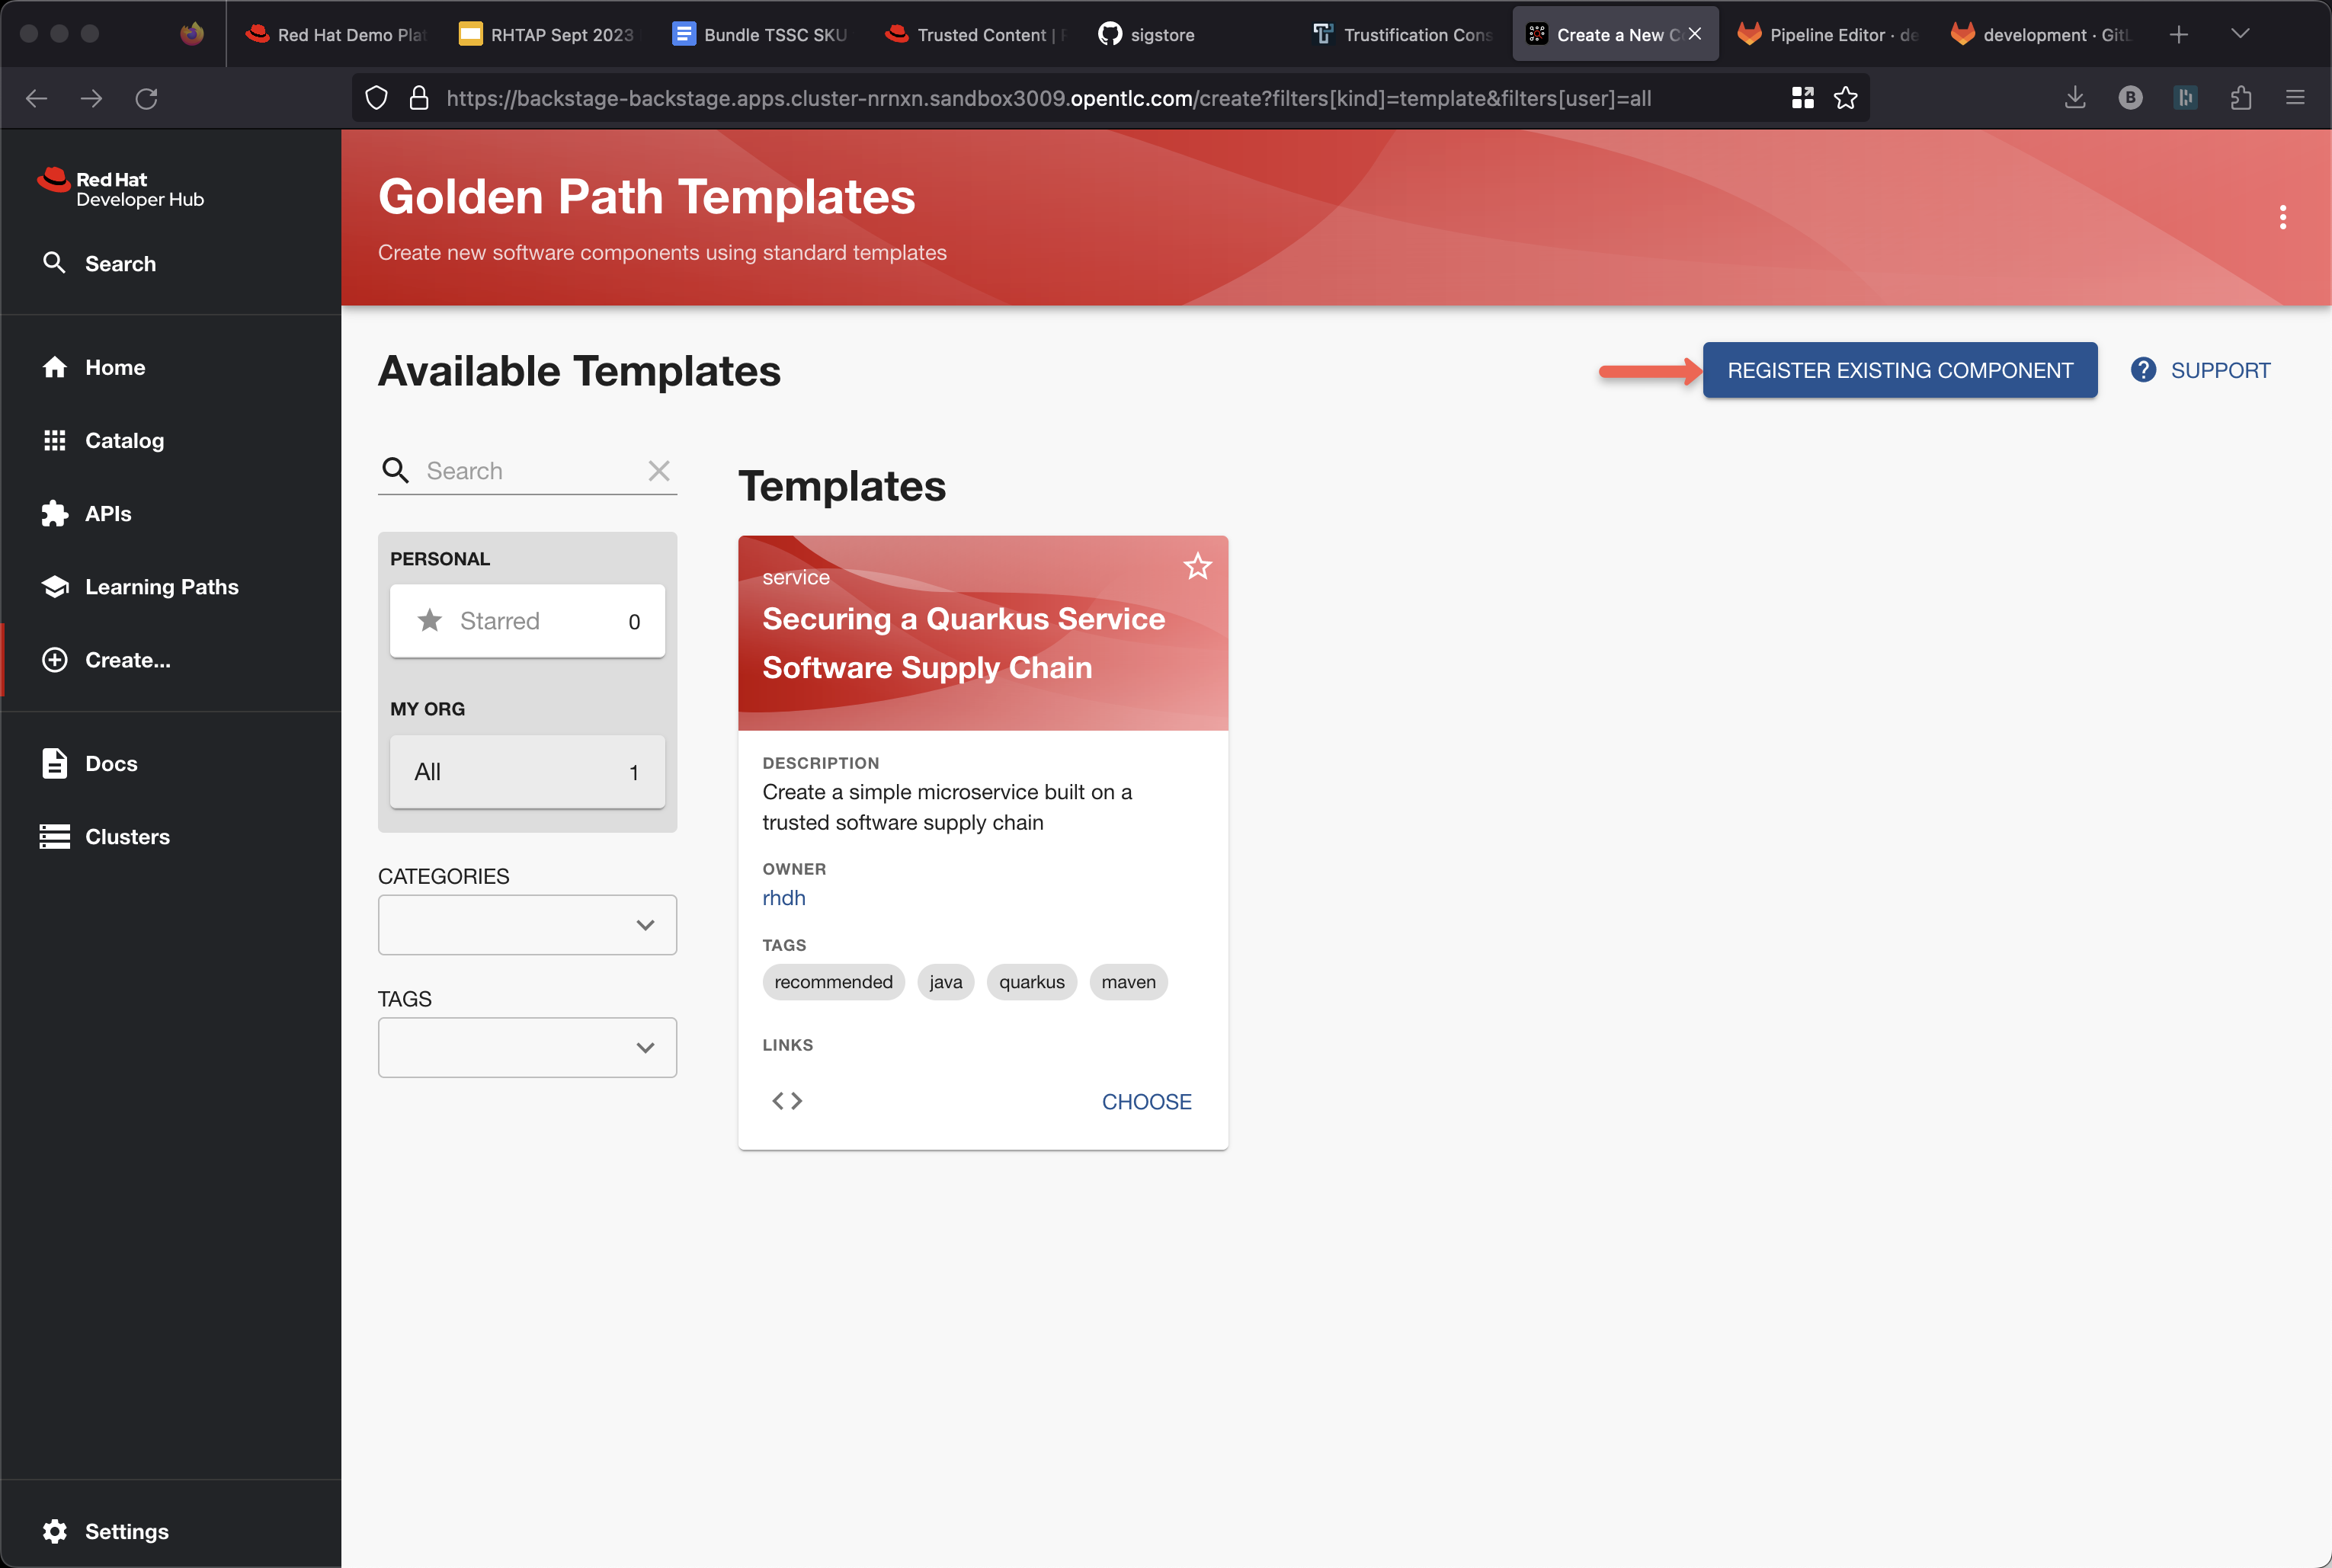 Red Hat Demo Plat
RHTAP Sept 2023
Bundle TSSC SKU
Trusted Content |
sigstore
Trustification Cons
Create a New C
Pipeline Editor · de
development · GitL
https://backstage-backstage.apps.cluster-nrnxn.sandbox3009.opentlc.com/create?filters[kind]=template&filters[user]=all
B
Red Hat
Developer Hub
Search
Home
Catalog
APIs
Learning Paths
Create...
Docs
Clusters
Settings
Golden Path Templates
Create new software components using standard templates
Available Templates
REGISTER EXISTING COMPONENT
? SUPPORT
Search
PERSONAL
Starred 0
MY ORG
All 1
CATEGORIES
TAGS
Templates
service
Securing a Quarkus Service
Software Supply Chain
DESCRIPTION
Create a simple microservice built on a
trusted software supply chain
OWNER
rhdh
TAGS
recommended java quarkus maven
LINKS
<> CHOOSE